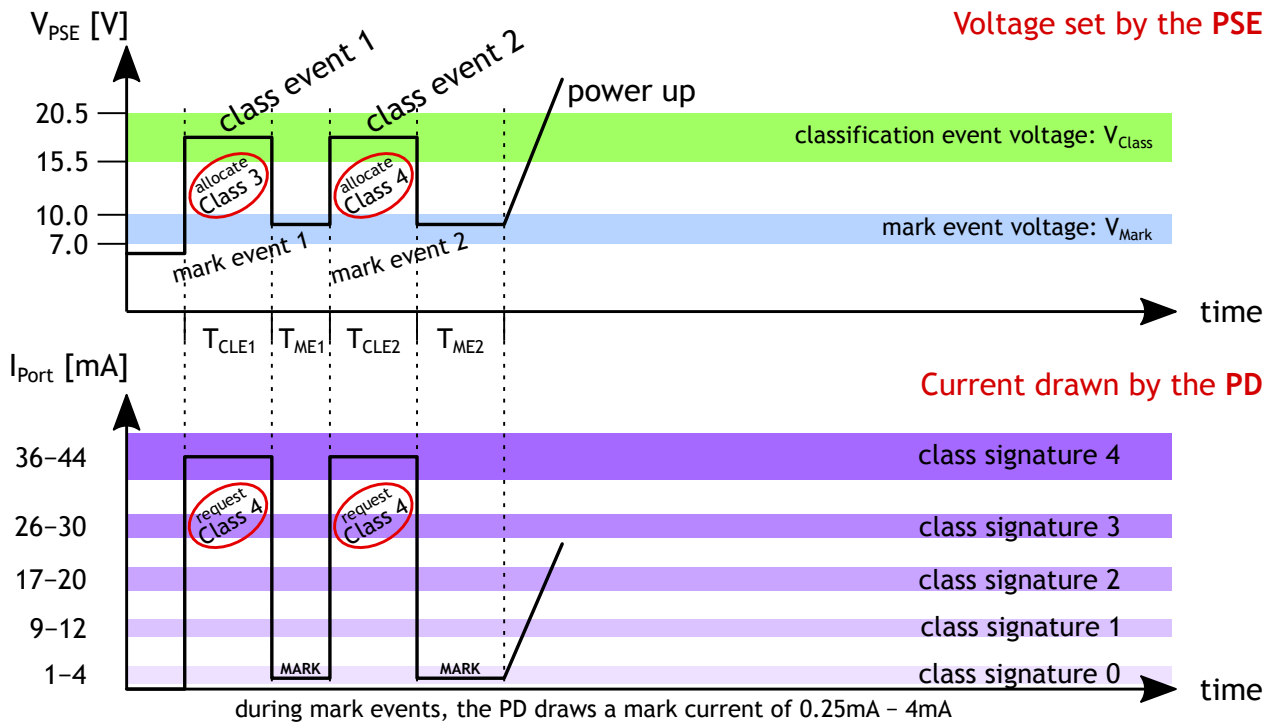 V_PSE [V]
Voltage set by the PSE
class event 1
class event 2
power up
20.5
classification event voltage: V_Class
15.5
allocate
Class 3
allocate
Class 4
10.0
mark event voltage: V_Mark
7.0
mark event 1
mark event 2
time
T_CLE1
T_ME1
T_CLE2
T_ME2
I_Port [mA]
Current drawn by the PD
36–44
class signature 4
request
Class 4
request
Class 4
26–30
class signature 3
17–20
class signature 2
9–12
class signature 1
1–4
MARK
MARK
class signature 0
time
during mark events, the PD draws a mark current of 0.25mA – 4mA